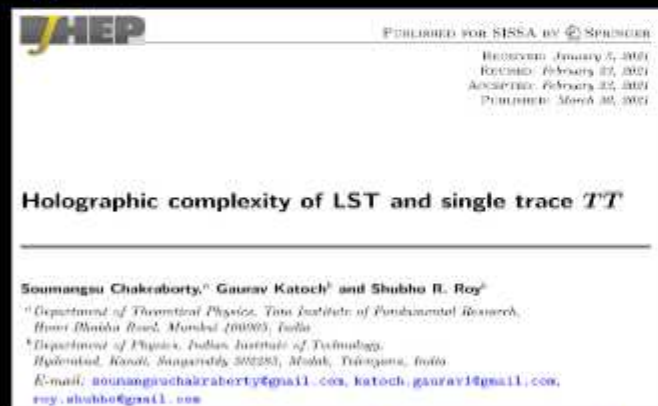 JHEP
PUBLISHED FOR SISSA BY SPRINGER
RECEIVED: January 5, 2021
REVISED: February 22, 2021
ACCEPTED: February 22, 2021
PUBLISHED: March 30, 2021
Holographic complexity of LST and single trace TT
Soumangsu Chakraborty,ᵃ Gaurav Katochᵇ and Shubho R. Royᵇ
ᵃDepartment of Theoretical Physics, Tata Institute of Fundamental Research,
Homi Bhabha Road, Mumbai 400005, India
ᵇDepartment of Physics, Indian Institute of Technology,
Hyderabad, Kandi, Sangareddy 502285, Medak, Telengana, India
E-mail: soumangsuchakraborty@gmail.com, katoch.gaurav1@gmail.com,
roy.shubho@gmail.com